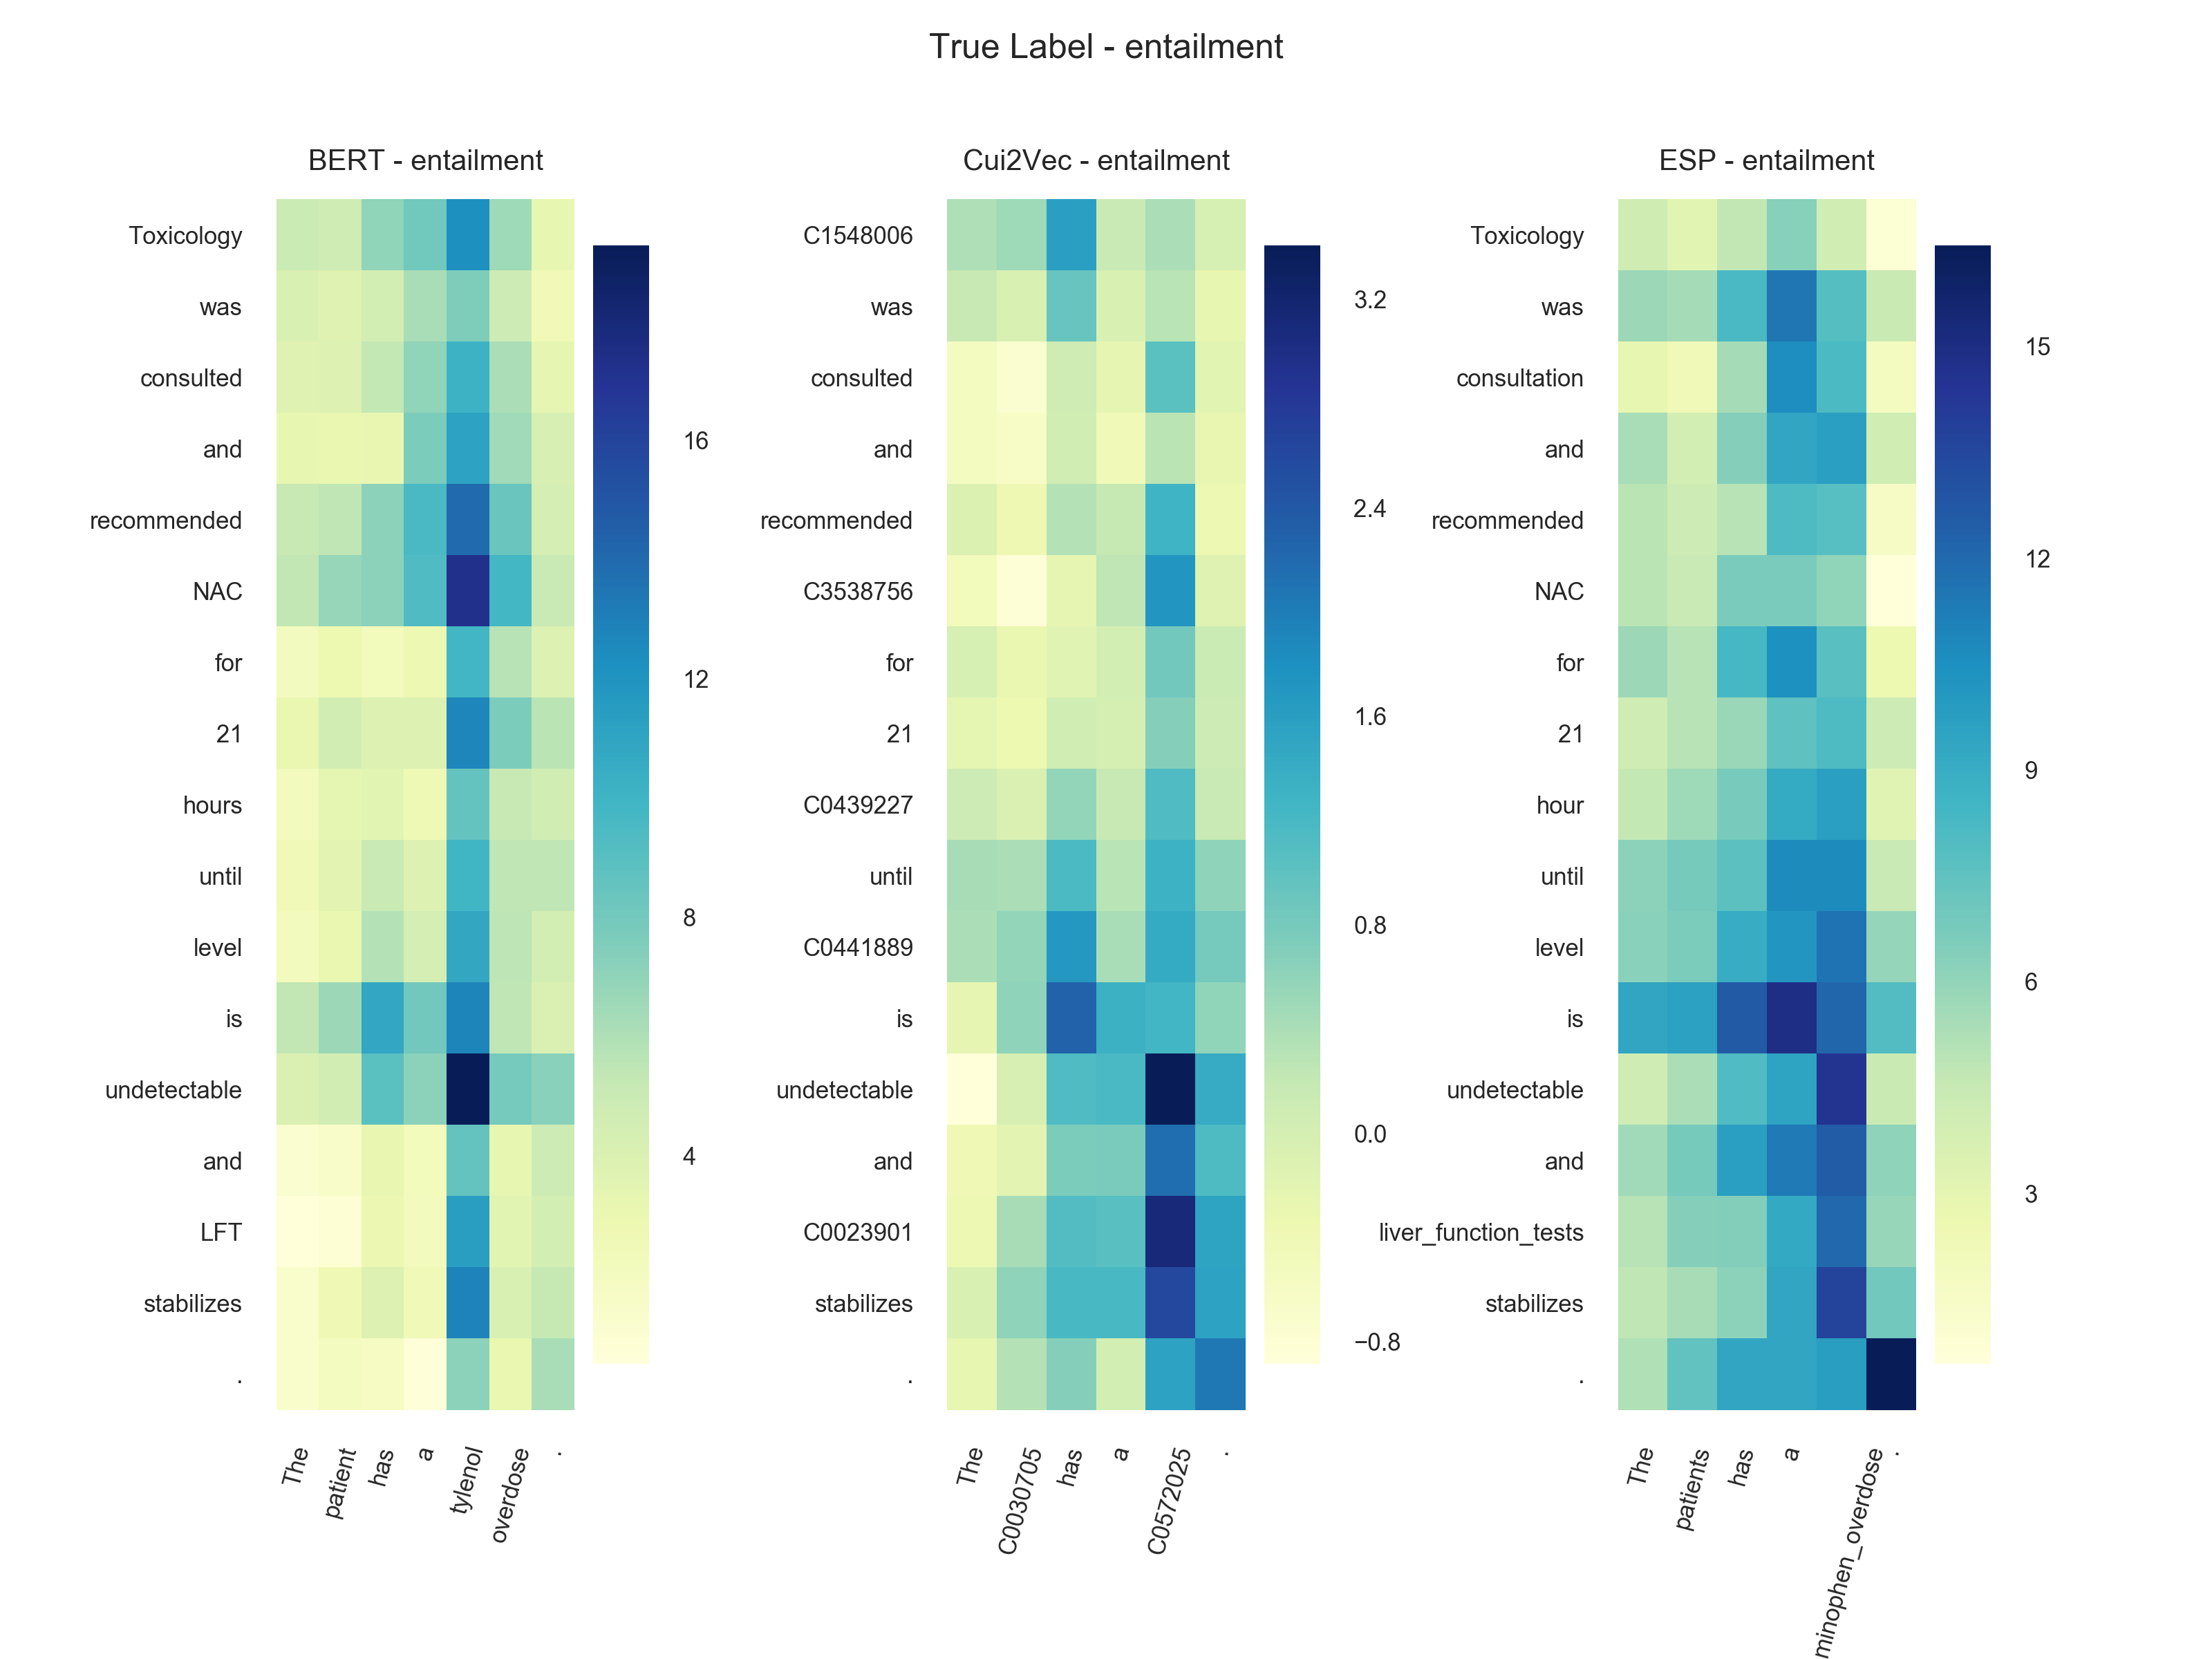 True Label - entailment
BERT - entailment
Toxicology
was
consulted
and
recommended
NAC
for
21
hours
until
level
is
undetectable
and
LFT
stabilizes
.
The
patient
has
a
tylenol
overdose
.
16
12
8
4
Cui2Vec - entailment
C1548006
was
consulted
and
recommended
C3538756
for
21
C0439227
until
C0441889
is
undetectable
and
C0023901
stabilizes
.
The
C0030705
has
a
C0572025
.
3.2
2.4
1.6
0.8
0.0
−0.8
ESP - entailment
Toxicology
was
consultation
and
recommended
NAC
for
21
hour
until
level
is
undetectable
and
liver_function_tests
stabilizes
.
The
patients
has
a
minophen_overdose
.
15
12
9
6
3